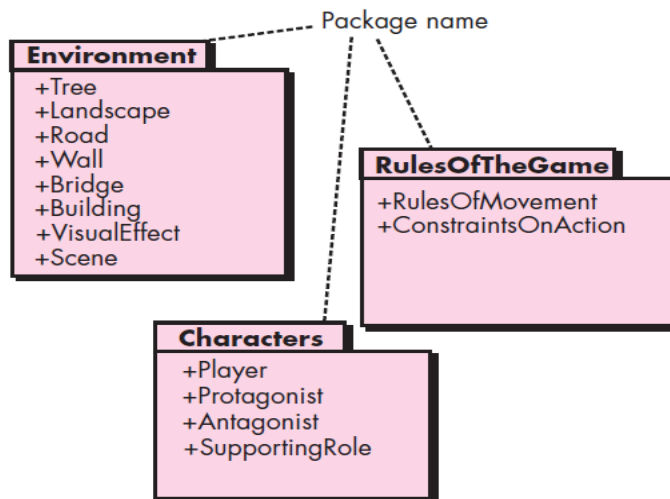 Package name
Environment
+Tree
+Landscape
+Road
+Wall
+Bridge
+Building
+VisualEffect
+Scene
RulesOfTheGame
+RulesOfMovement
+ConstraintsOnAction
Characters
+Player
+Protagonist
+Antagonist
+SupportingRole